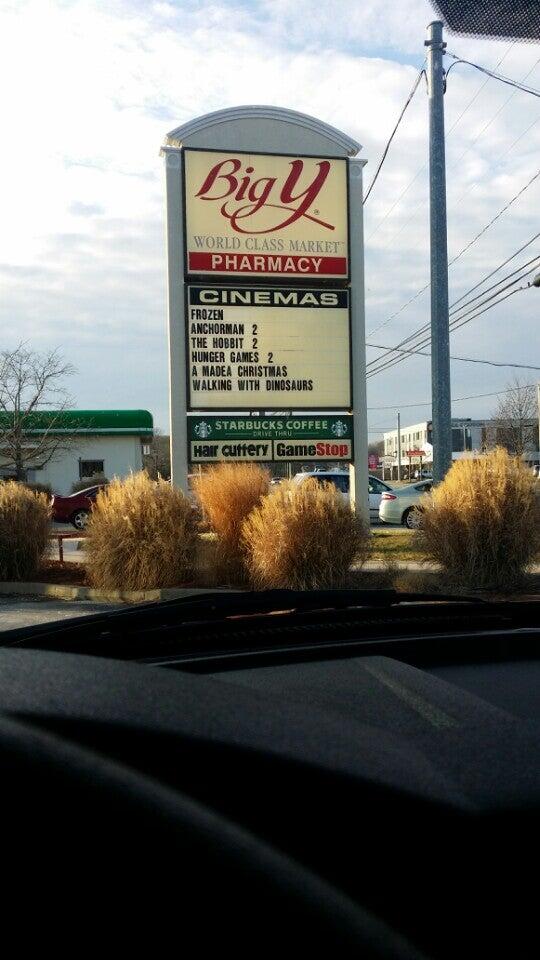 Big Y®
WORLD CLASS MARKET™
PHARMACY
CINEMAS
FROZEN
ANCHORMAN 2
THE HOBBIT 2
HUNGER GAMES 2
A MADEA CHRISTMAS
WALKING WITH DINOSAURS
STARBUCKS COFFEE
DRIVE THRU
Hair Cuttery GameStop